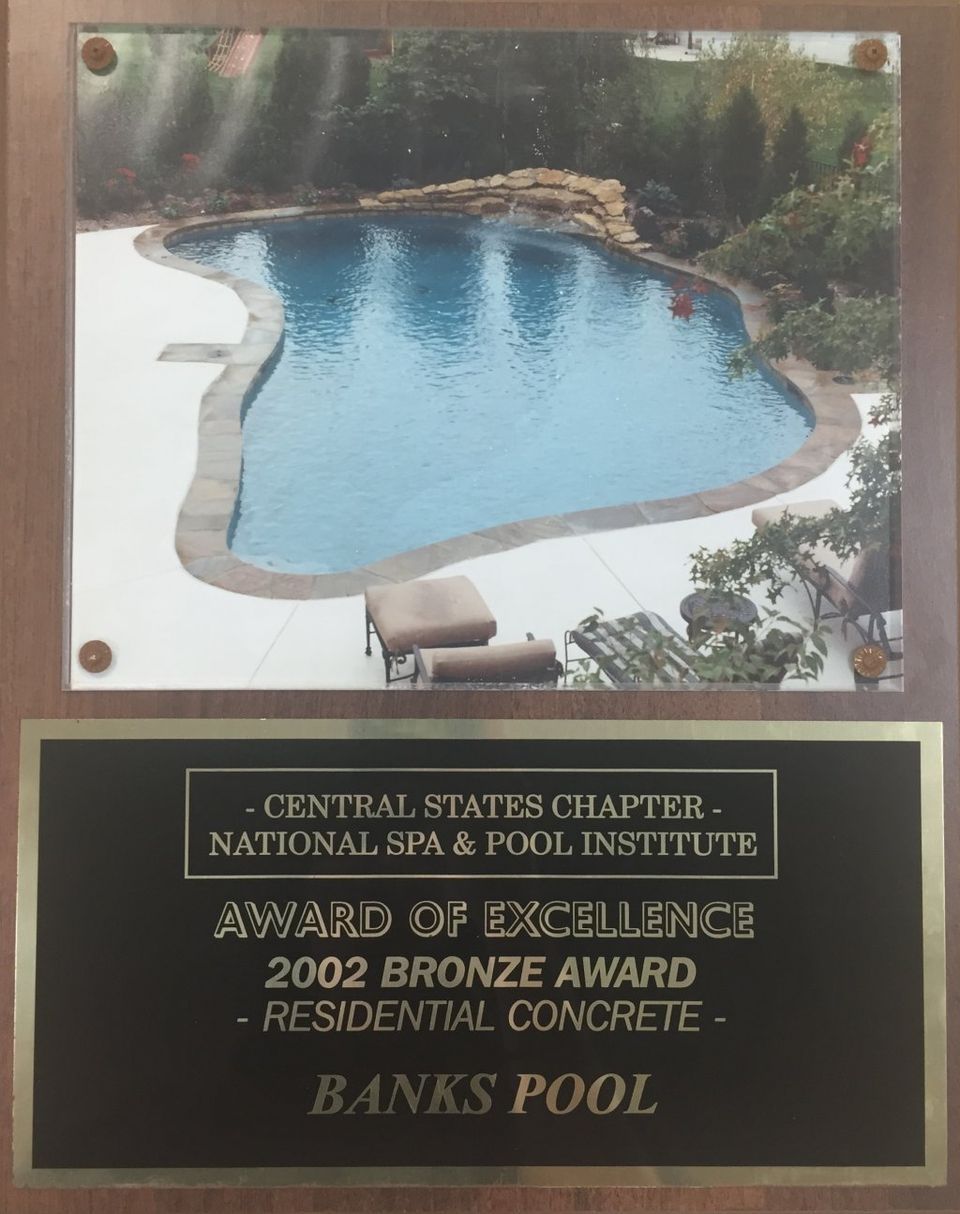 - CENTRAL STATES CHAPTER -
NATIONAL SPA & POOL INSTITUTE
AWARD OF EXCELLENCE
2002 BRONZE AWARD
- RESIDENTIAL CONCRETE -
BANKS POOL